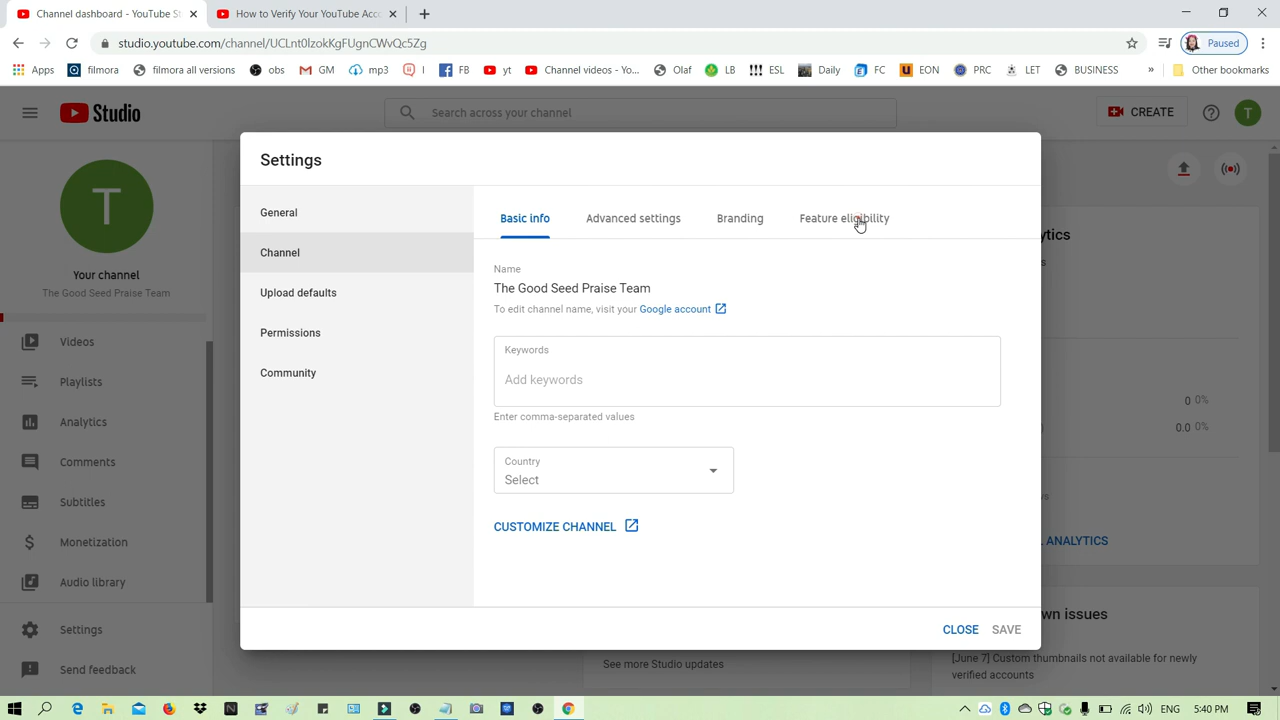 Channel dashboard - YouTube St
How to Verify Your YouTube Acco
studio.youtube.com/channel/UCLnt0lzokKgFUgnCWvQc5Zg
Paused
Apps
filmora
filmora all versions
obs
GM
mp3
I
FB
yt
Channel videos - Yo...
Olaf
LB
ESL
Daily
FC
EON
PRC
LET
BUSINESS
»
Other bookmarks
Studio
Search across your channel
CREATE
T
T
Your channel
The Good Seed Praise Team
Videos
Playlists
Analytics
Comments
Subtitles
Monetization
Audio library
Settings
Send feedback
Settings
General
Channel
Upload defaults
Permissions
Community
Basic info
Advanced settings
Branding
Feature eligibility
Name
The Good Seed Praise Team
To edit channel name, visit your Google account
Keywords
Add keywords
Enter comma-separated values
Country
Select
CUSTOMIZE CHANNEL
CLOSE
SAVE
ytics
0 0%
0.0 0%
L ANALYTICS
See more Studio updates
wn issues
[June 7] Custom thumbnails not available for newly
verified accounts
5:40 PM